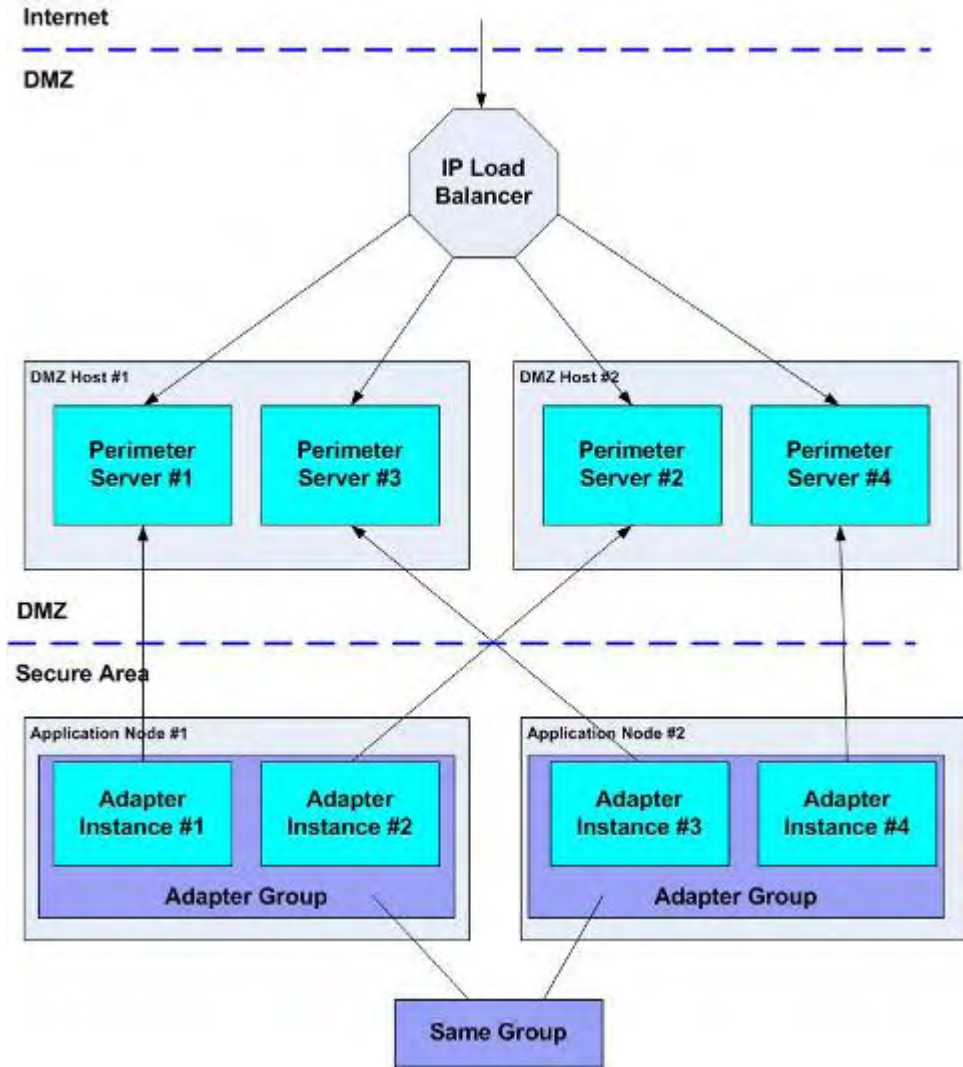 Internet
DMZ
IP Load
Balancer
DMZ Host #1
DMZ Host #2
Perimeter
Server #1
Perimeter
Server #3
Perimeter
Server #2
Perimeter
Server #4
DMZ
Secure Area
Application Node #1
Application Node #2
Adapter
Instance #1
Adapter
Instance #2
Adapter
Instance #3
Adapter
Instance #4
Adapter Group
Adapter Group
Same Group